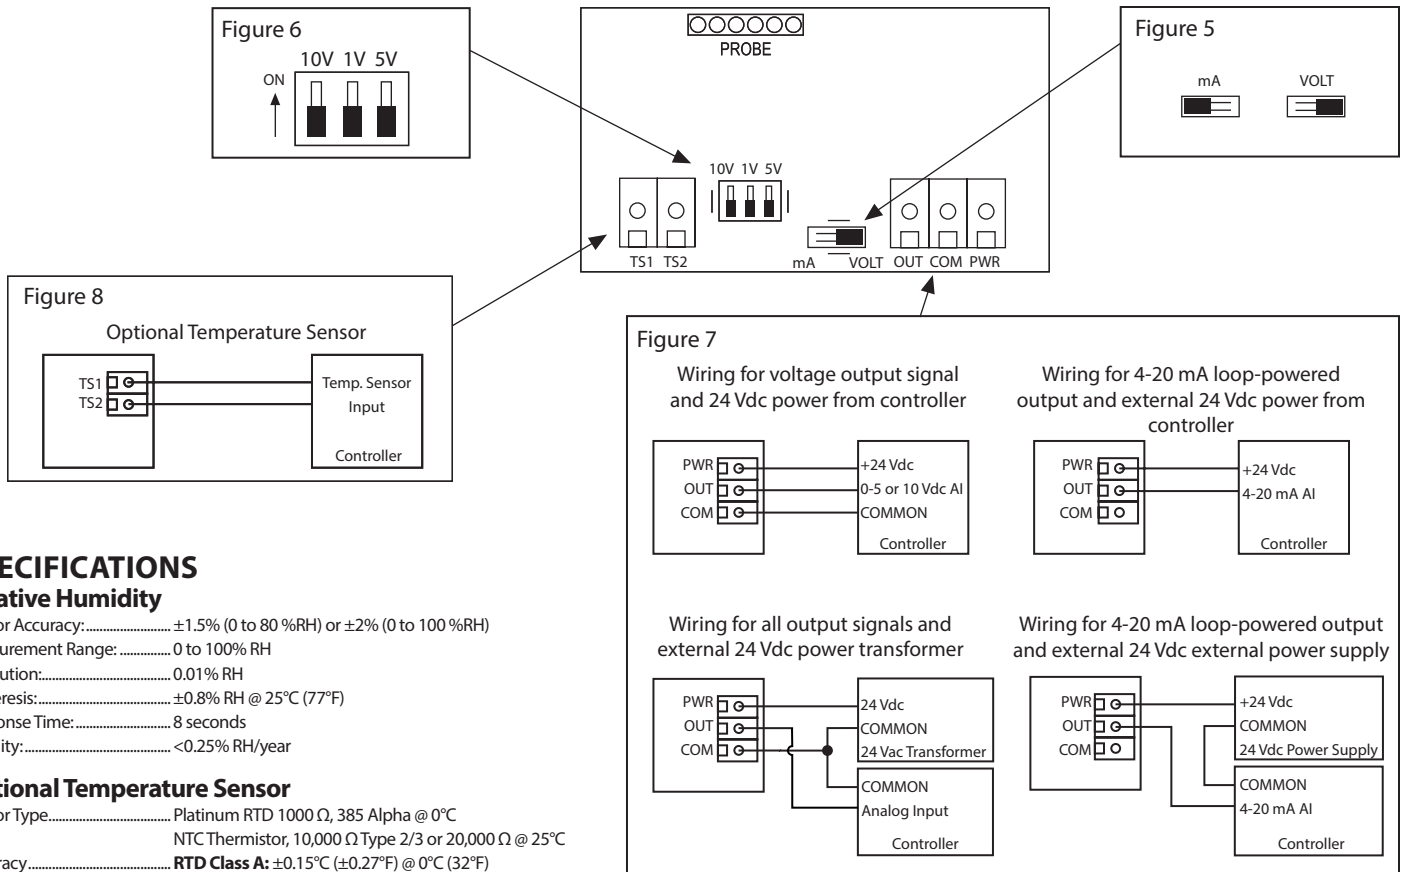 Figure 6
10V 1V 5V
ON
PROBE
10V 1V 5V
TS1 TS2
mA VOLT OUT COM PWR
Figure 5
mA VOLT
Figure 8
Optional Temperature Sensor
TS1
TS2
Temp. Sensor
Input
Controller
Figure 7
Wiring for voltage output signal
and 24 Vdc power from controller
PWR
OUT
COM
+24 Vdc
0-5 or 10 Vdc AI
COMMON
Controller
Wiring for 4-20 mA loop-powered
output and external 24 Vdc power from
controller
PWR
OUT
COM
+24 Vdc
4-20 mA AI
Controller
Wiring for all output signals and
external 24 Vdc power transformer
PWR
OUT
COM
24 Vdc
COMMON
24 Vac Transformer
COMMON
Analog Input
Controller
Wiring for 4-20 mA loop-powered output
and external 24 Vdc external power supply
PWR
OUT
COM
+24 Vdc
COMMON
24 Vdc Power Supply
COMMON
4-20 mA AI
Controller
ECIFICATIONS
ative Humidity
or Accuracy:......................... ±1.5% (0 to 80 %RH) or ±2% (0 to 100 %RH)
urement Range: ............... 0 to 100% RH
ution:...................................... 0.01% RH
eresis:....................................... ±0.8% RH @ 25°C (77°F)
onse Time: ............................ 8 seconds
ity:........................................... <0.25% RH/year
tional Temperature Sensor
or Type.................................... Platinum RTD 1000 Ω, 385 Alpha @ 0°C
NTC Thermistor, 10,000 Ω Type 2/3 or 20,000 Ω @ 25°C
racy.......................................... RTD Class A: ±0.15°C (±0.27°F) @ 0°C (32°F)